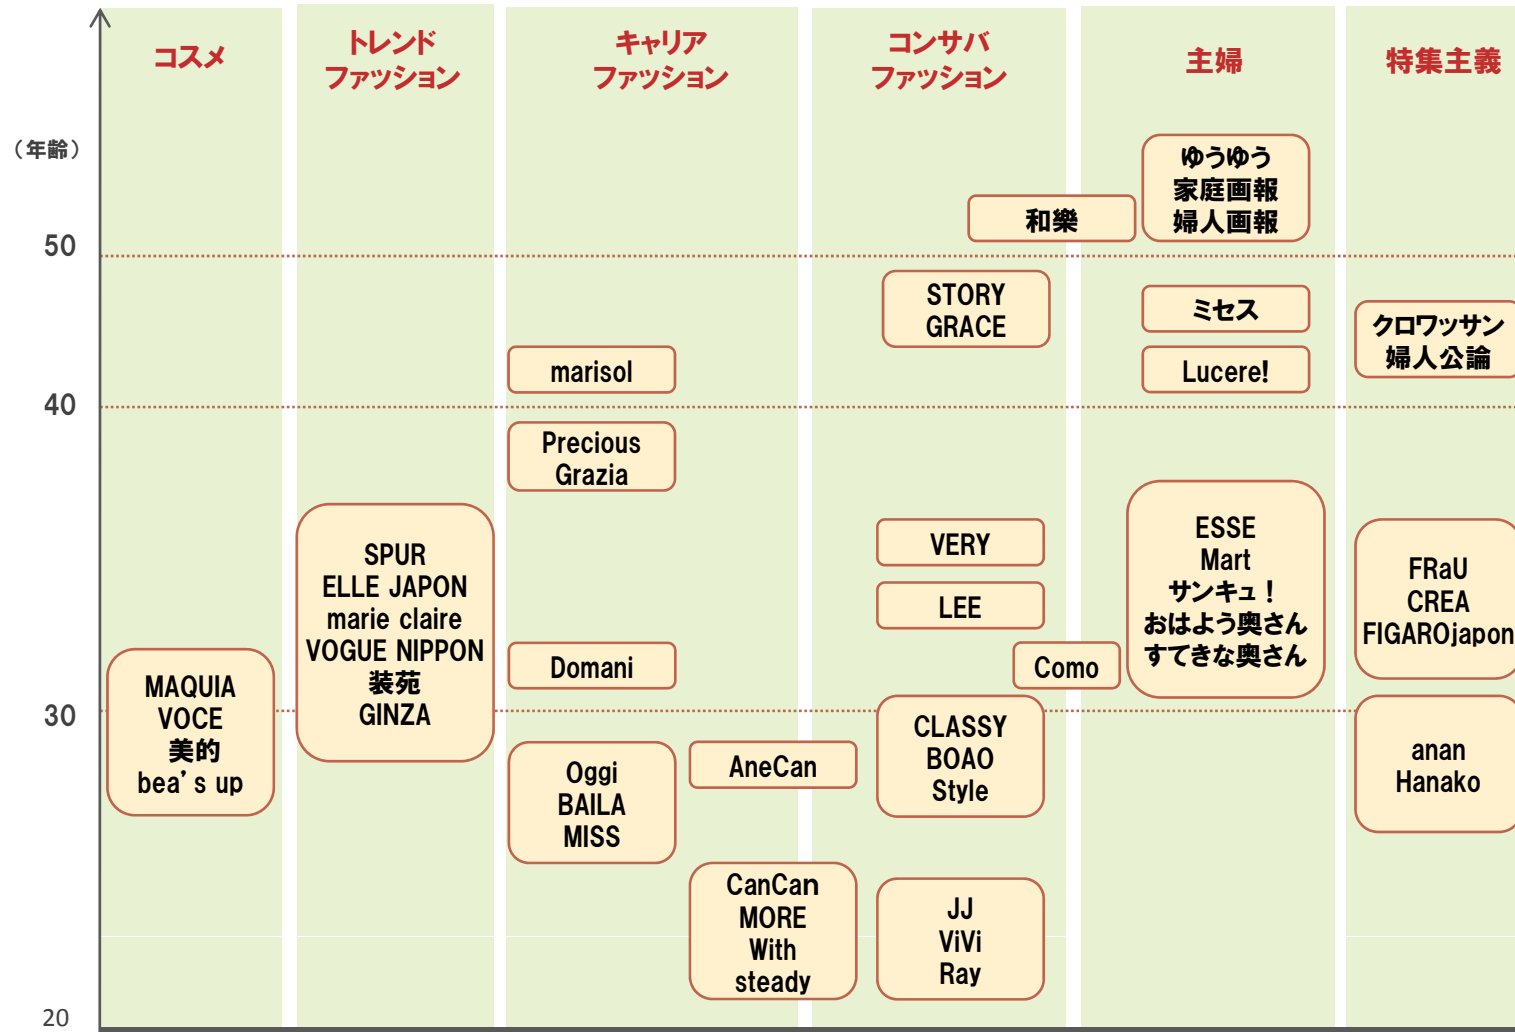 コスメ
トレンド
ファッション
キャリア
ファッション
コンサバ
ファッション
主婦
特集主義
（年齢）
50
40
30
20
MAQUIA
VOCE
美的
bea's up
SPUR
ELLE JAPON
marie claire
VOGUE NIPPON
装苑
GINZA
marisol
Precious
Grazia
Domani
Oggi
BAILA
MISS
AneCan
CanCan
MORE
With
steady
和樂
STORY
GRACE
VERY
LEE
Como
CLASSY
BOAO
Style
JJ
ViVi
Ray
ゆうゆう
家庭画報
婦人画報
ミセス
Lucere!
ESSE
Mart
サンキュ！
おはよう奥さん
すてきな奥さん
クロワッサン
婦人公論
FRaU
CREA
FIGAROjapon
anan
Hanako